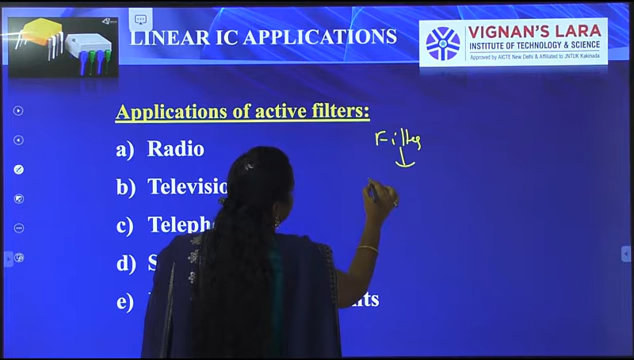 LINEAR IC APPLICATIONS
VIGNAN'S LARA
INSTITUTE OF TECHNOLOGY & SCIENCE
Approved by AICTE New Delhi & Affiliated to JNTUK Kakinada
Applications of active filters:
Filter
a) Radio
b) Televisio
c) Teleph
d) S
e)